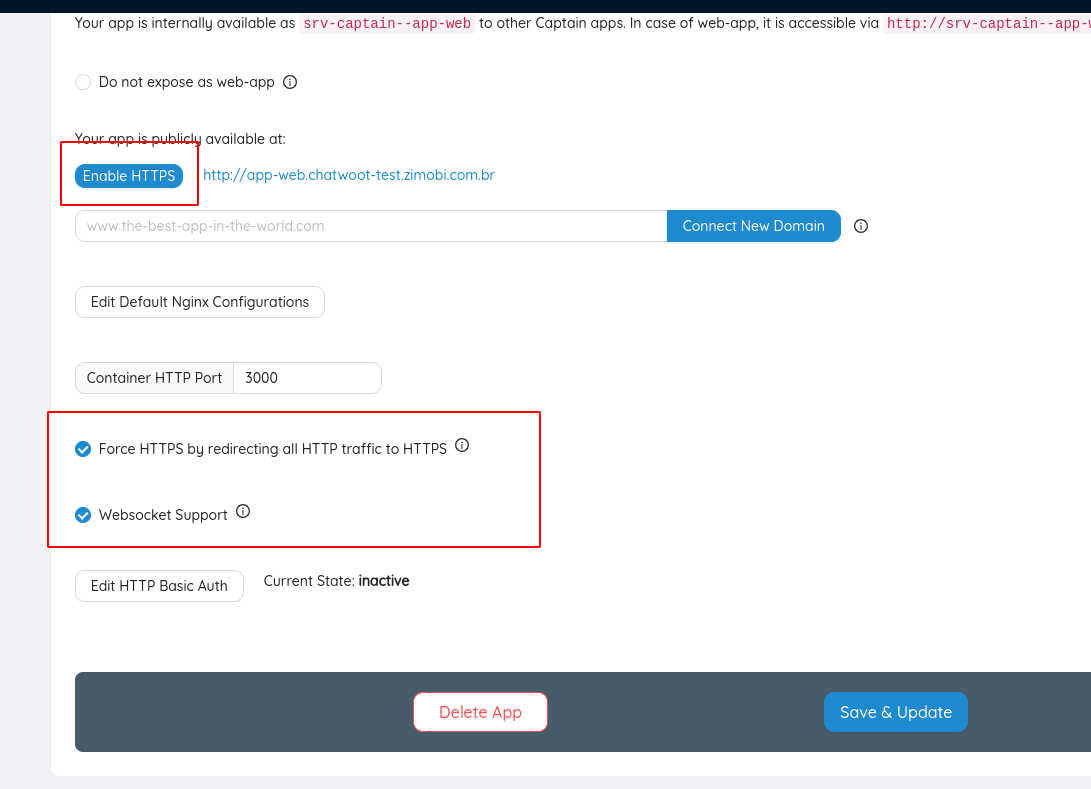 Your app is internally available as srv-captain--app-web to other Captain apps. In case of web-app, it is accessible via http://srv-captain--app-
Do not expose as web-app
Your app is publicly available at:
Enable HTTPS http://app-web.chatwoot-test.zimobi.com.br
www.the-best-app-in-the-world.com Connect New Domain
Edit Default Nginx Configurations
Container HTTP Port 3000
Force HTTPS by redirecting all HTTP traffic to HTTPS
Websocket Support
Edit HTTP Basic Auth Current State: inactive
Delete App Save & Update